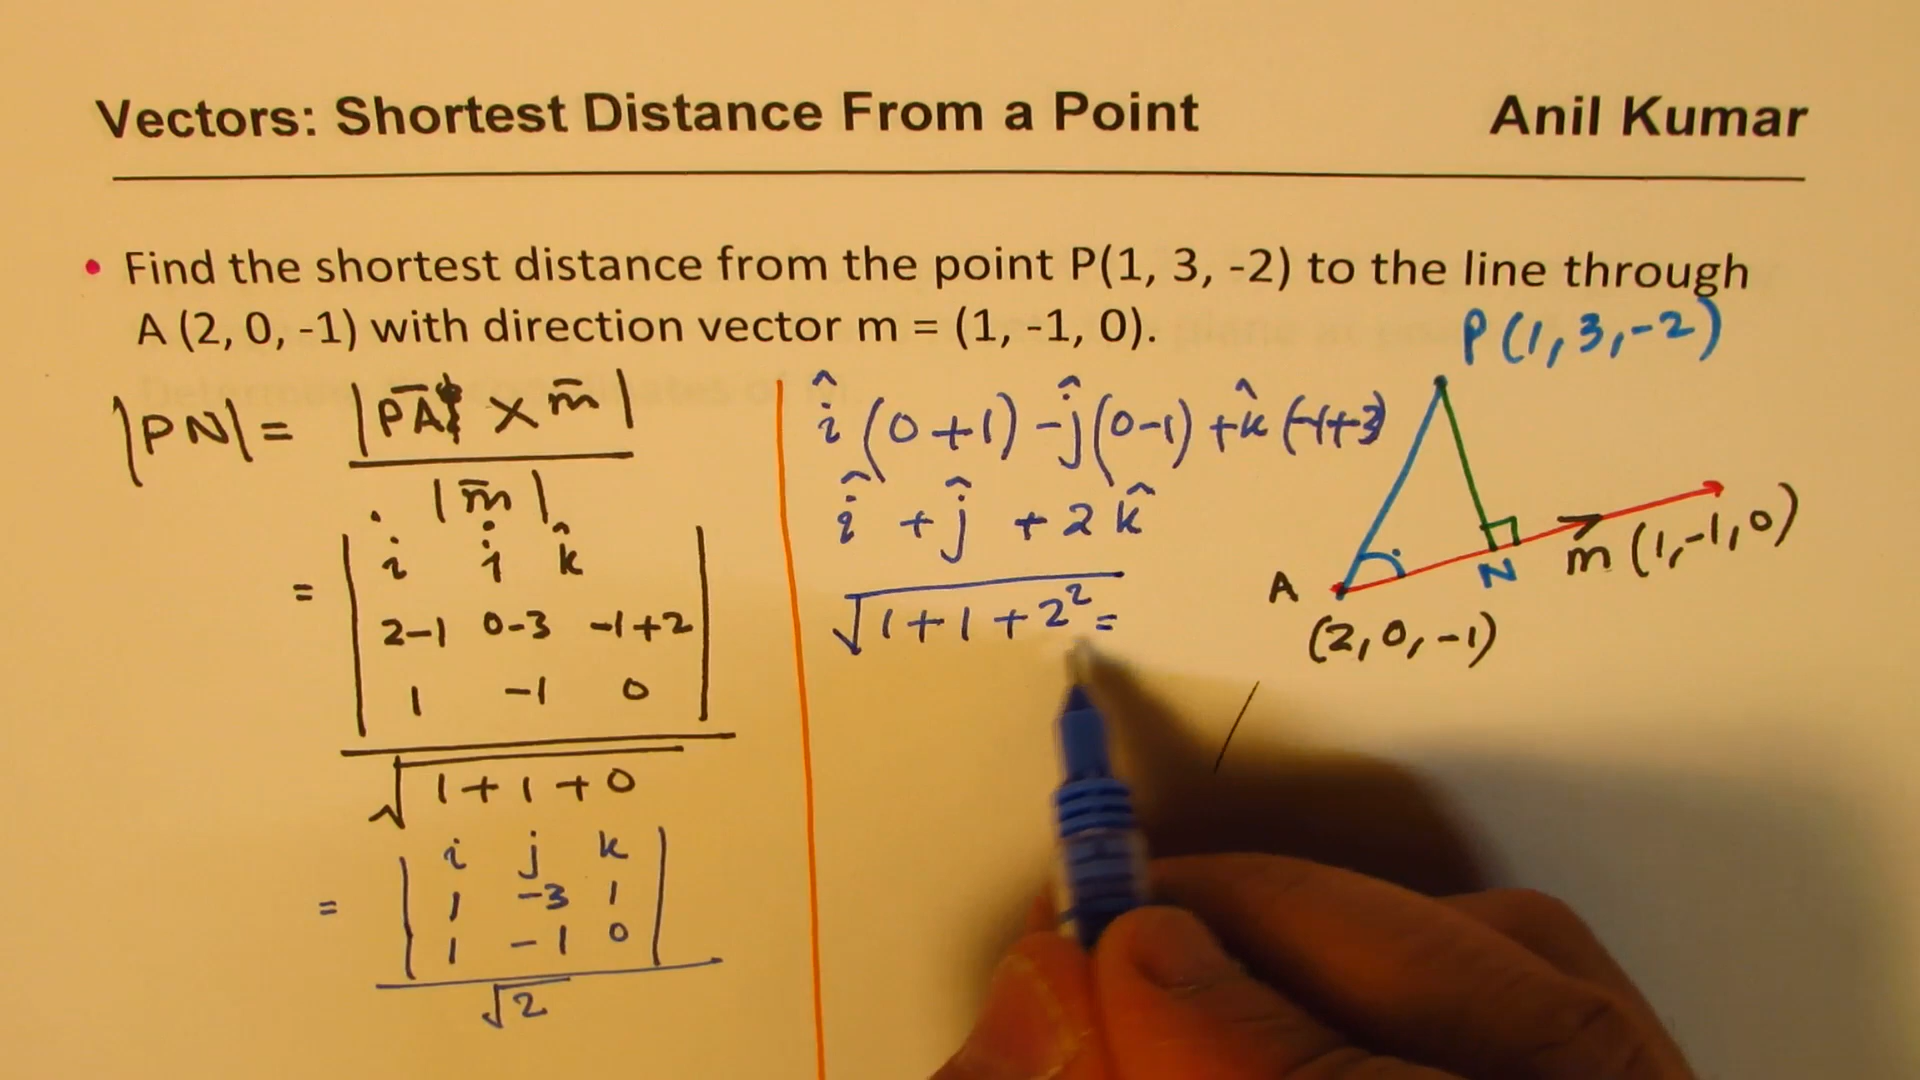 Vectors: Shortest Distance From a Point Anil Kumar
• Find the shortest distance from the point P(1, 3, -2) to the line through
A (2, 0, -1) with direction vector m = (1, -1, 0).
P(1, 3, -2)
|PN| = |PA × m|
|m|
= | i j k̂ |
2-1 0-3 -1+2
1 -1 0
√1+1+0
= | i j k |
1 -3 1
1 -1 0
√2
î(0+1) -ĵ(0-1) +k̂(-1+3)
î + ĵ + 2k̂
√1+1+2² =
A
(2, 0, -1)
N
m(1, -1, 0)